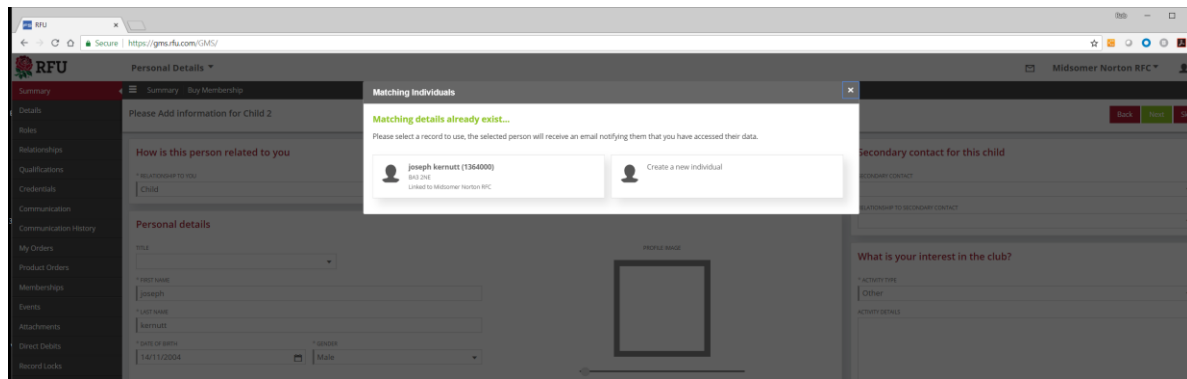 RFU
Secure | https://gms.rfu.com/GMS/
RFU
Personal Details
Midsomer Norton RFC
Summary
Summary Buy Membership
Details
Please Add information for Child 2
Back Next
Roles
Relationships
Qualifications
Credentials
Communication
Communication History
My Orders
Product Orders
Memberships
Events
Attachments
Direct Debits
Record Locks
Matching Individuals
Matching details already exist...
Please select a record to use, the selected person will receive an email notifying them that you have accessed their data.
joseph kernutt (1364000)
BA3 2NE
Linked to Midsomer Norton RFC
Create a new individual
How is this person related to you
* RELATIONSHIP TO YOU
Child
Personal details
TITLE
PROFILE IMAGE
* FIRST NAME
joseph
* LAST NAME
kernutt
* DATE OF BIRTH
* GENDER
14/11/2004
Male
Secondary contact for this child
SECONDARY CONTACT
RELATIONSHIP TO SECONDARY CONTACT
What is your interest in the club?
* ACTIVITY TYPE
Other
ACTIVITY DETAILS